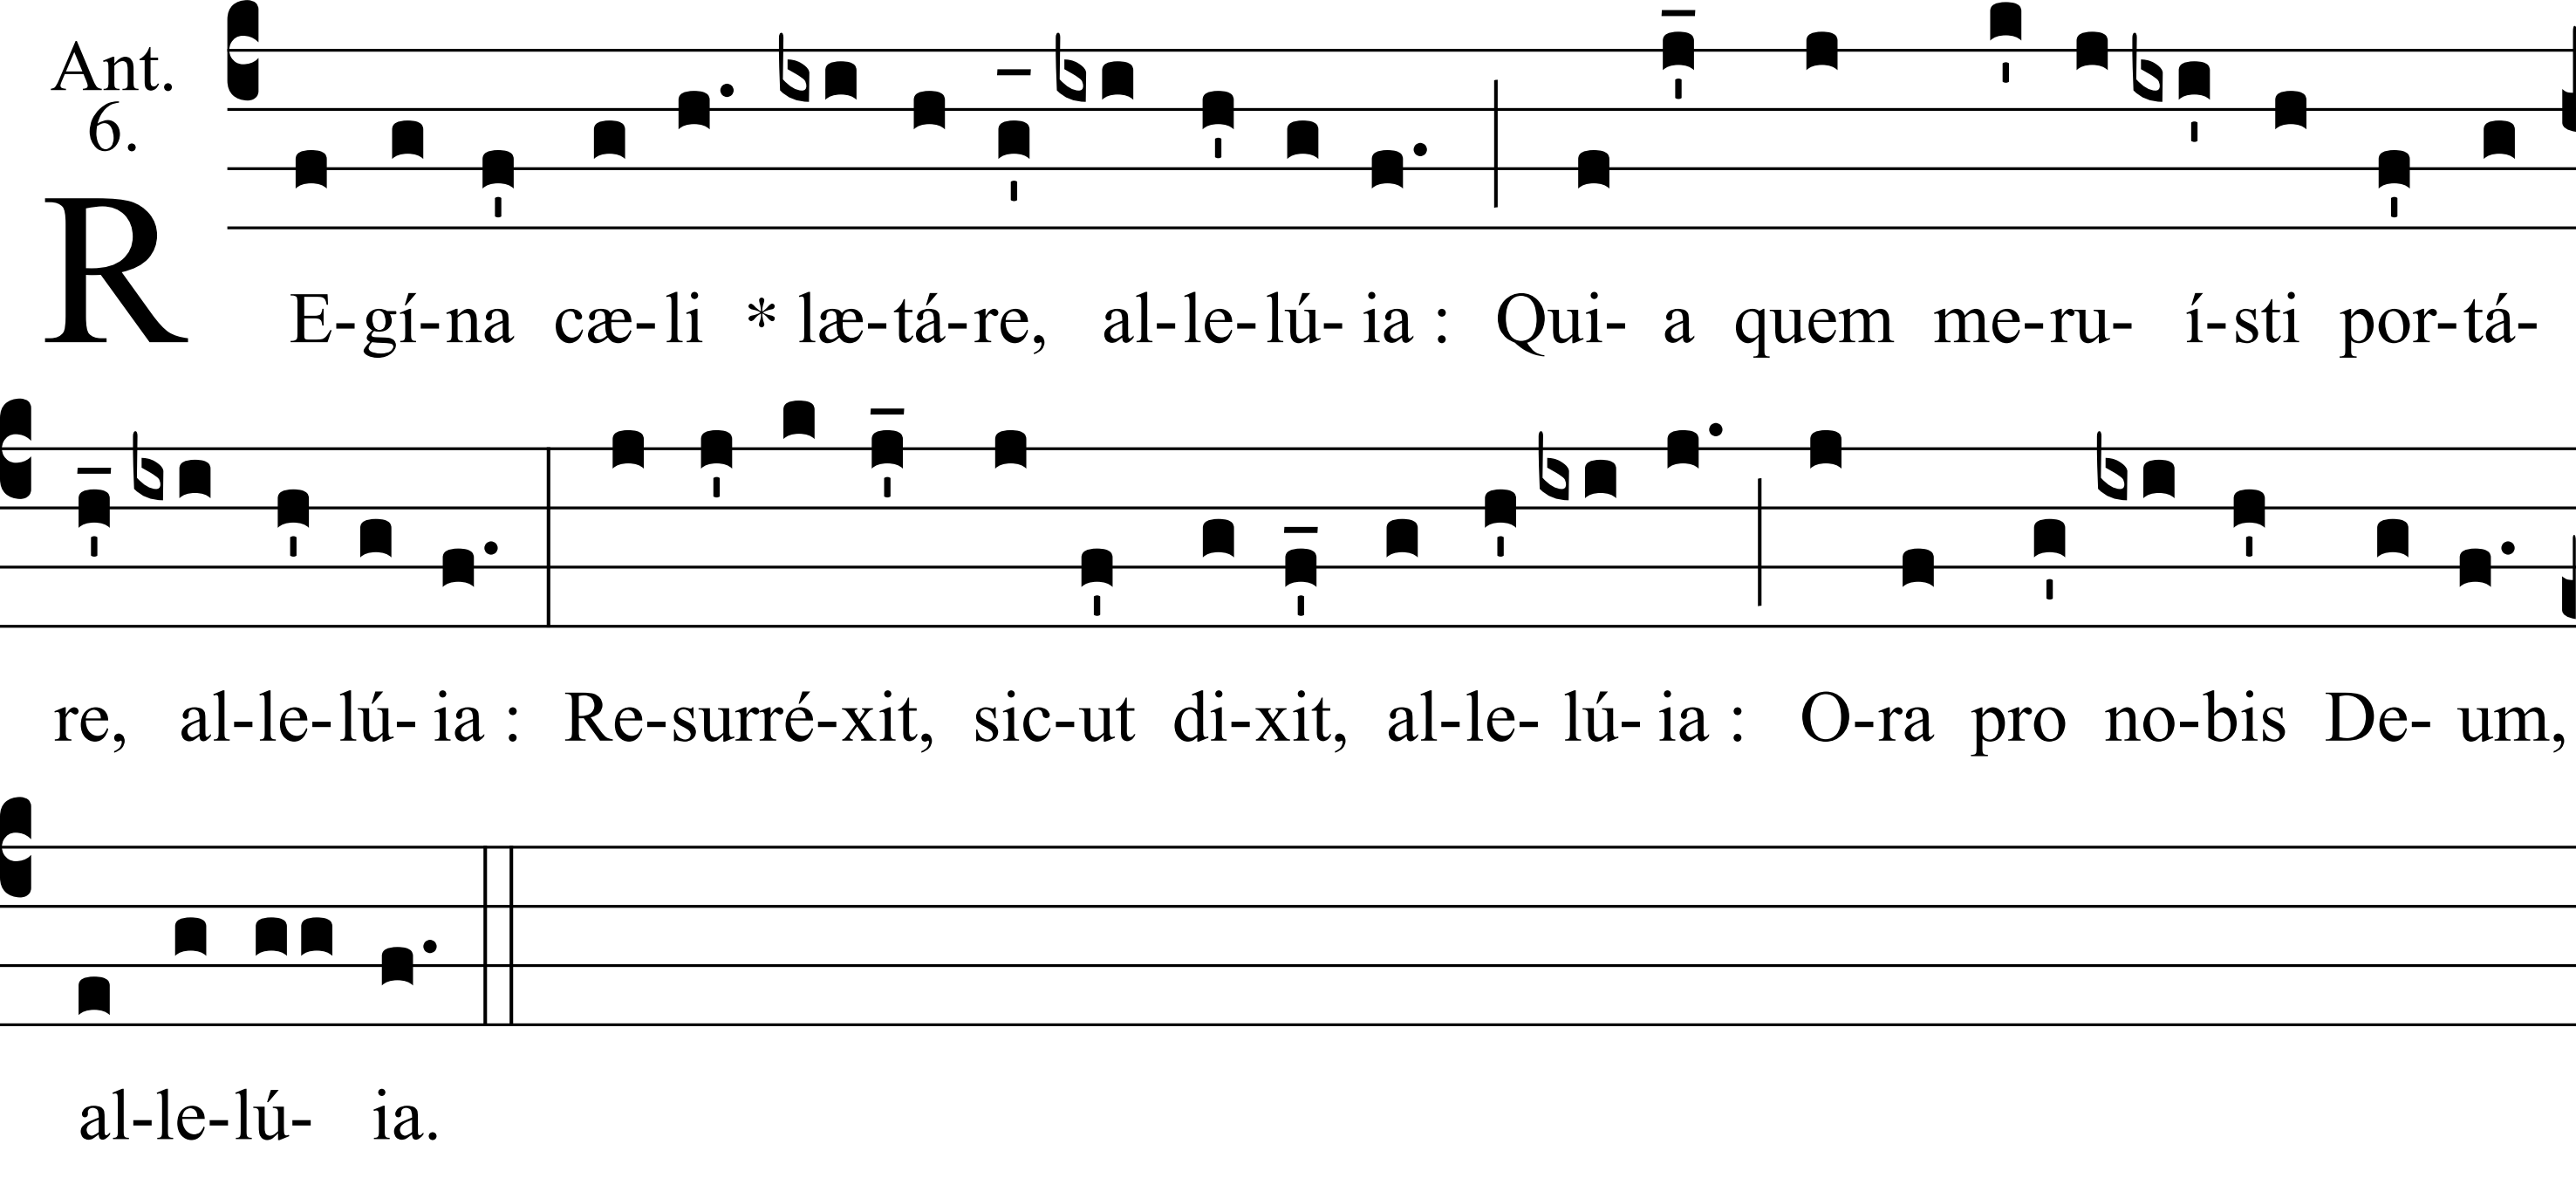 Ant.
6.
RE-gí-na cæ-li * læ-tá-re, al-le-lú- ia : Qui- a quem me-ru- í-sti por-tá-
re, al-le-lú- ia : Re-surré-xit, sic-ut di-xit, al-le- lú- ia : O-ra pro no-bis De- um,
al-le-lú- ia.